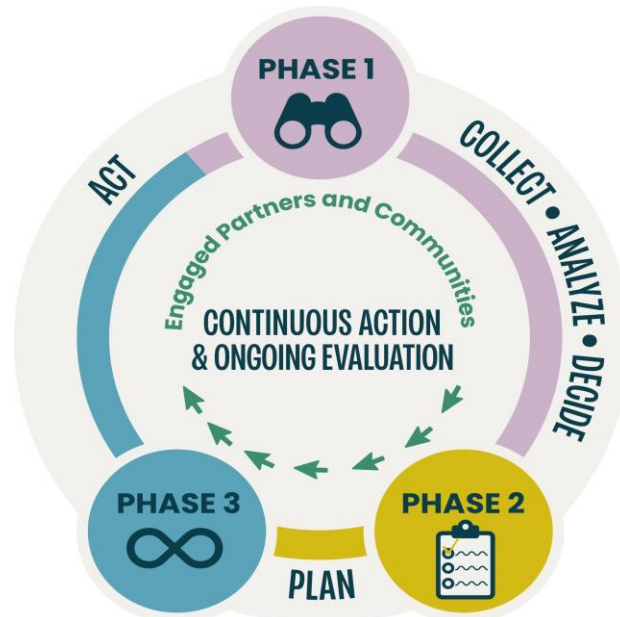 PHASE 1
COLLECT • ANALYZE • DECIDE
PHASE 2
PLAN
PHASE 3
ACT
Engaged Partners and Communities
CONTINUOUS ACTION
& ONGOING EVALUATION